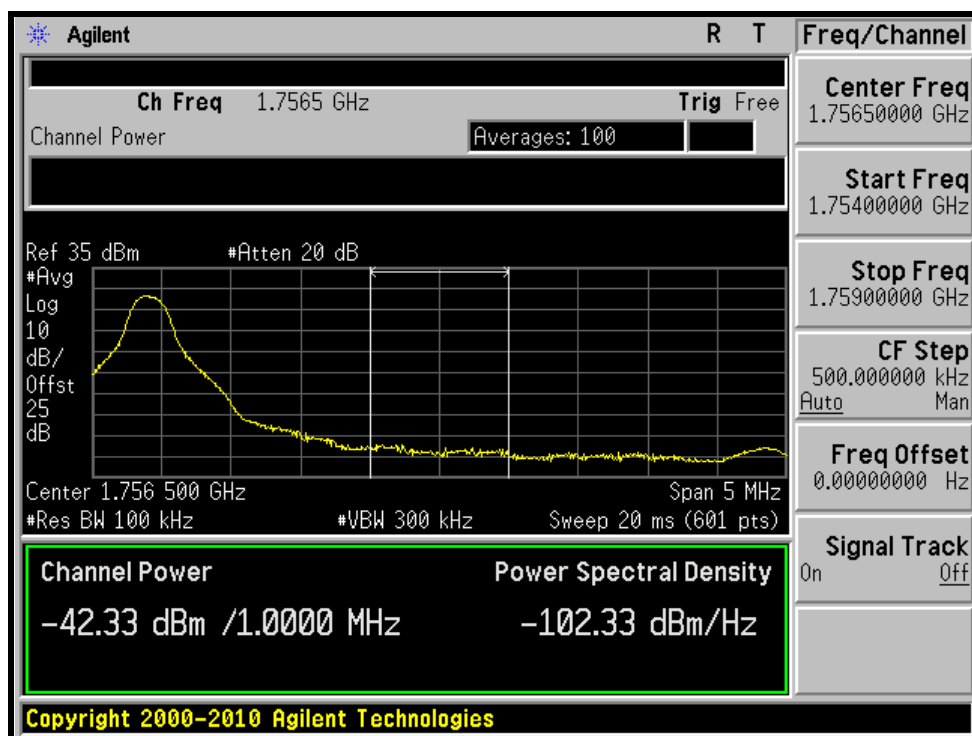 Agilent R T
Ch Freq 1.7565 GHz Trig Free
Channel Power Averages: 100
Ref 35 dBm #Atten 20 dB
#Avg
Log
10
dB/
Offst
25
dB
Center 1.756 500 GHz Span 5 MHz
#Res BW 100 kHz #VBW 300 kHz Sweep 20 ms (601 pts)
Channel Power Power Spectral Density
-42.33 dBm /1.0000 MHz -102.33 dBm/Hz
Copyright 2000-2010 Agilent Technologies
Freq/Channel
Center Freq
1.75650000 GHz
Start Freq
1.75400000 GHz
Stop Freq
1.75900000 GHz
CF Step
500.000000 kHz
Auto Man
Freq Offset
0.00000000 Hz
Signal Track
On Off